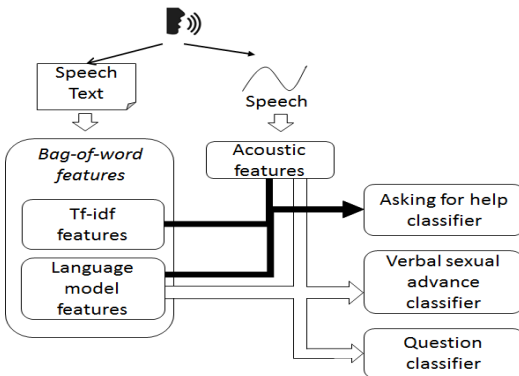 Speech
Text
Speech
Bag-of-word
features
Acoustic
features
Tf-idf
features
Language
model
features
Asking for help
classifier
Verbal sexual
advance
classifier
Question
classifier